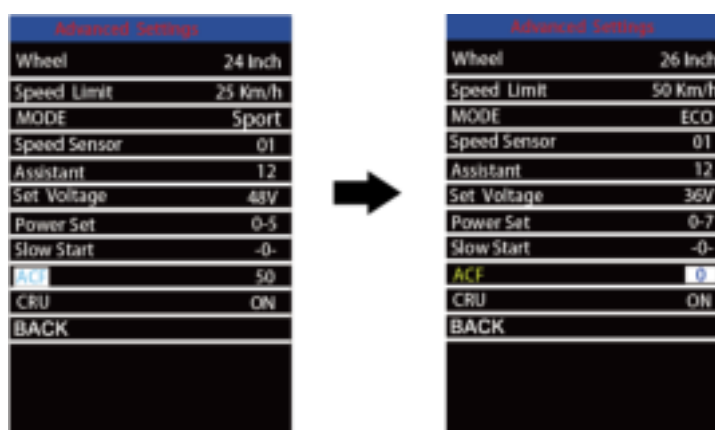 Advanced Settings
Wheel 24 Inch
Speed Limit 25 Km/h
MODE Sport
Speed Sensor 01
Assistant 12
Set Voltage 48V
Power Set 0-5
Slow Start -0-
ACF 50
CRU ON
BACK
Advanced Settings
Wheel 26 Inch
Speed Limit 50 Km/h
MODE ECO
Speed Sensor 01
Assistant 12
Set Voltage 36V
Power Set 0-7
Slow Start -0-
ACF 0
CRU ON
BACK